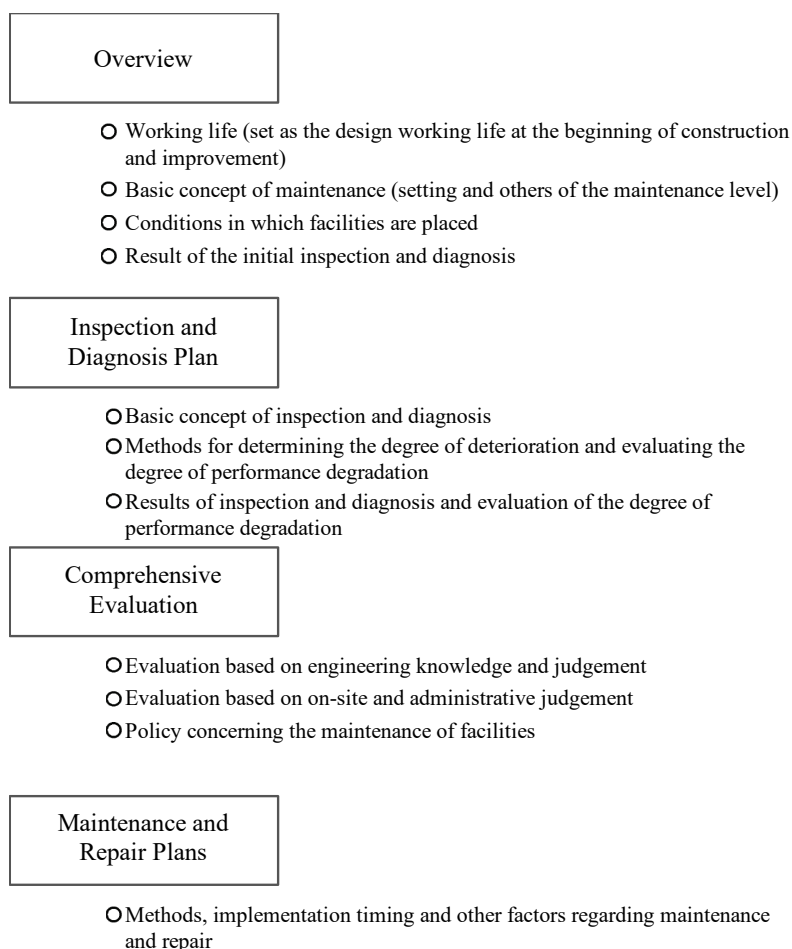 Overview
○ Working life (set as the design working life at the beginning of construction
and improvement)
○ Basic concept of maintenance (setting and others of the maintenance level)
○ Conditions in which facilities are placed
○ Result of the initial inspection and diagnosis
Inspection and
Diagnosis Plan
○ Basic concept of inspection and diagnosis
○ Methods for determining the degree of deterioration and evaluating the
degree of performance degradation
○ Results of inspection and diagnosis and evaluation of the degree of
performance degradation
Comprehensive
Evaluation
○ Evaluation based on engineering knowledge and judgement
○ Evaluation based on on-site and administrative judgement
○ Policy concerning the maintenance of facilities
Maintenance and
Repair Plans
○ Methods, implementation timing and other factors regarding maintenance
and repair